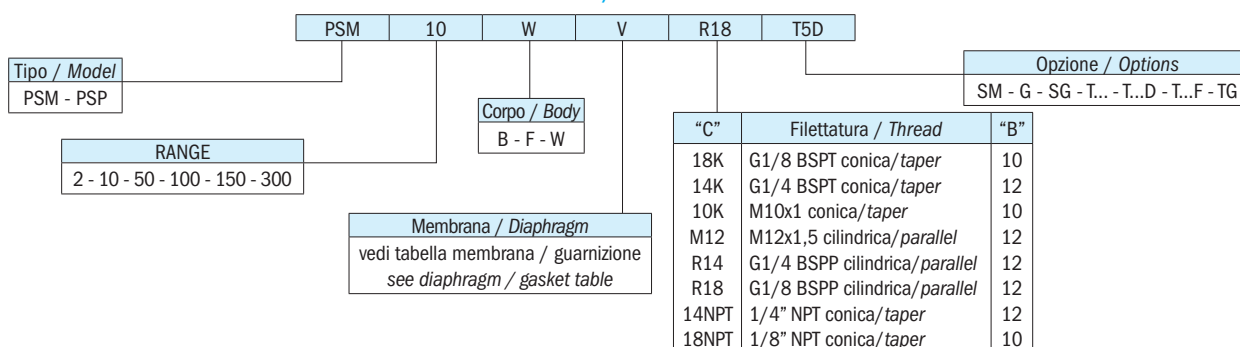 PSM 10 W V R18 T5D
Tipo / Model
PSM - PSP
RANGE
2 - 10 - 50 - 100 - 150 - 300
Corpo / Body
B - F - W
Membrana / Diaphragm
vedi tabella membrana / guarnizione
see diaphragm / gasket table
Opzione / Options
SM - G - SG - T... - T...D - T...F - TG
“C” Filettatura / Thread “B”
18K G1/8 BSPT conica/taper 10
14K G1/4 BSPT conica/taper 12
10K M10x1 conica/taper 10
M12 M12x1,5 cilindrica/parallel 12
R14 G1/4 BSPP cilindrica/parallel 12
R18 G1/8 BSPP cilindrica/parallel 12
14NPT 1/4” NPT conica/taper 12
18NPT 1/8” NPT conica/taper 10